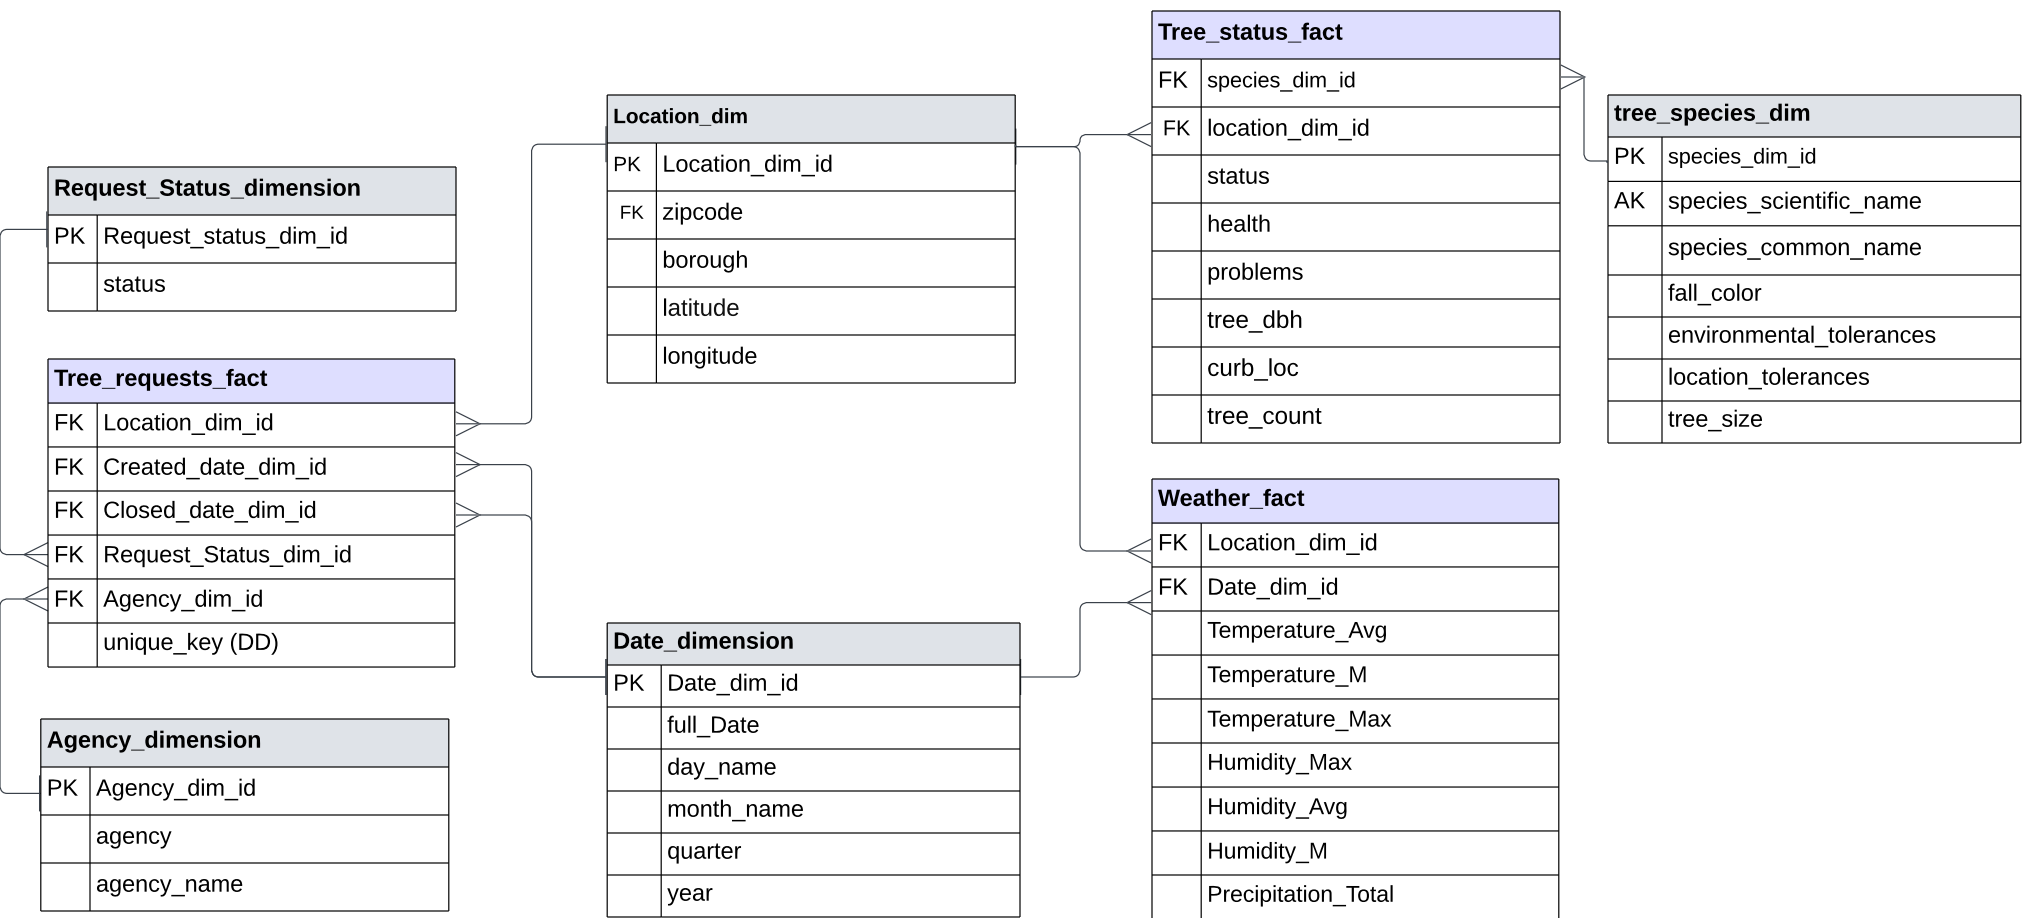 Request_Status_dimension
PK Request_status_dim_id
status
Tree_requests_fact
FK Location_dim_id
FK Created_date_dim_id
FK Closed_date_dim_id
FK Request_Status_dim_id
FK Agency_dim_id
unique_key (DD)
Agency_dimension
PK Agency_dim_id
agency
agency_name
Location_dim
PK Location_dim_id
FK zipcode
borough
latitude
longitude
Date_dimension
PK Date_dim_id
full_Date
day_name
month_name
quarter
year
Tree_status_fact
FK species_dim_id
FK location_dim_id
status
health
problems
tree_dbh
curb_loc
tree_count
Weather_fact
FK Location_dim_id
FK Date_dim_id
Temperature_Avg
Temperature_M
Temperature_Max
Humidity_Max
Humidity_Avg
Humidity_M
Precipitation_Total
tree_species_dim
PK species_dim_id
AK species_scientific_name
species_common_name
fall_color
environmental_tolerances
location_tolerances
tree_size